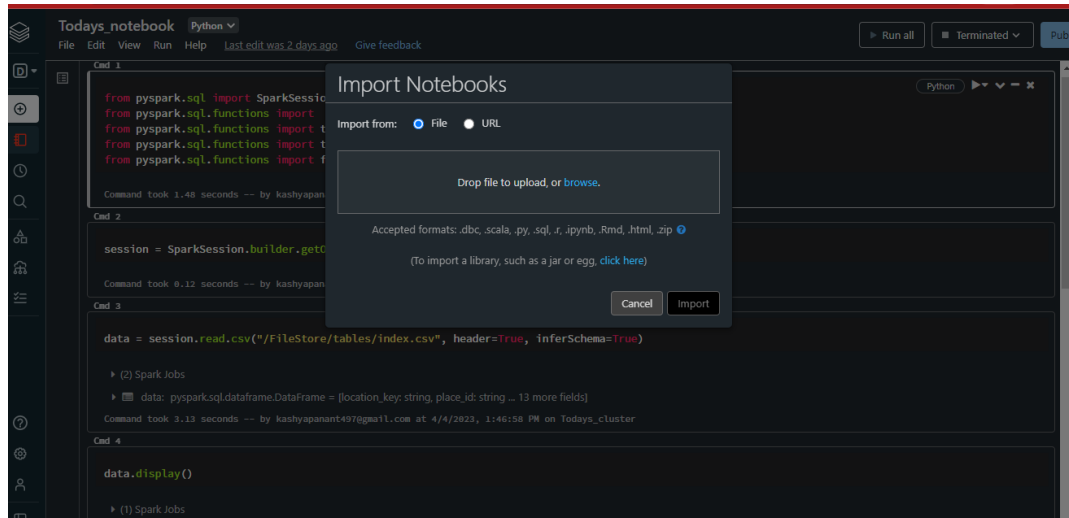 Todays_notebook Python
File Edit View Run Help Last edit was 2 days ago Give feedback
Run all Terminated Pub
D
Cmd 1
Python
from pyspark.sql import SparkSessio
from pyspark.sql.functions import
from pyspark.sql.functions import t
from pyspark.sql.functions import t
from pyspark.sql.functions import f
Command took 1.48 seconds -- by kashyapan
Cmd 2
session = SparkSession.builder.getO
Command took 0.12 seconds -- by kashyapan
Cmd 3
data = session.read.csv("/FileStore/tables/index.csv", header=True, inferSchema=True)
(2) Spark Jobs
data: pyspark.sql.dataframe.DataFrame = [location_key: string, place_id: string ... 13 more fields]
Command took 3.13 seconds -- by kashyapanant497@gmail.com at 4/4/2023, 1:46:58 PM on Todays_cluster
Cmd 4
data.display()
(1) Spark Jobs
Import Notebooks
Import from: File URL
Drop file to upload, or browse.
Accepted formats: .dbc, .scala, .py, .sql, .r, .ipynb, .Rmd, .html, .zip
(To import a library, such as a jar or egg, click here)
Cancel Import